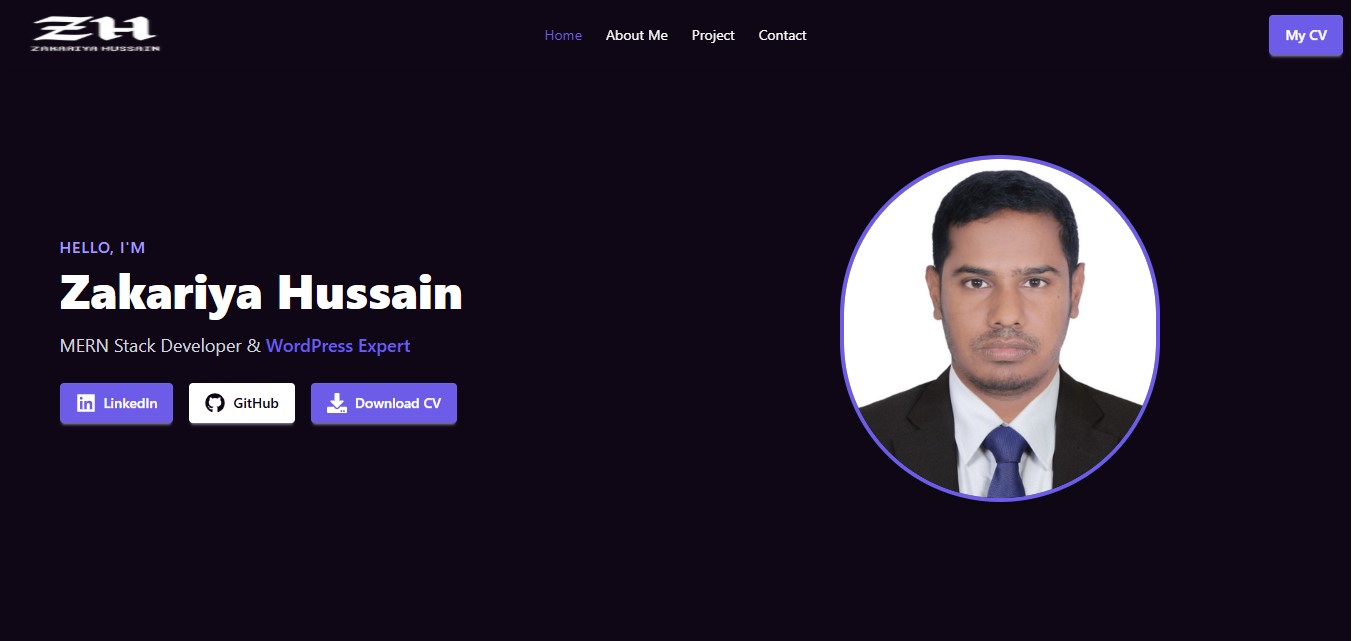 ZH
ZAKARIYA HUSSAIN
Home About Me Project Contact
My CV
HELLO, I'M
Zakariya Hussain
MERN Stack Developer & WordPress Expert
LinkedIn GitHub Download CV